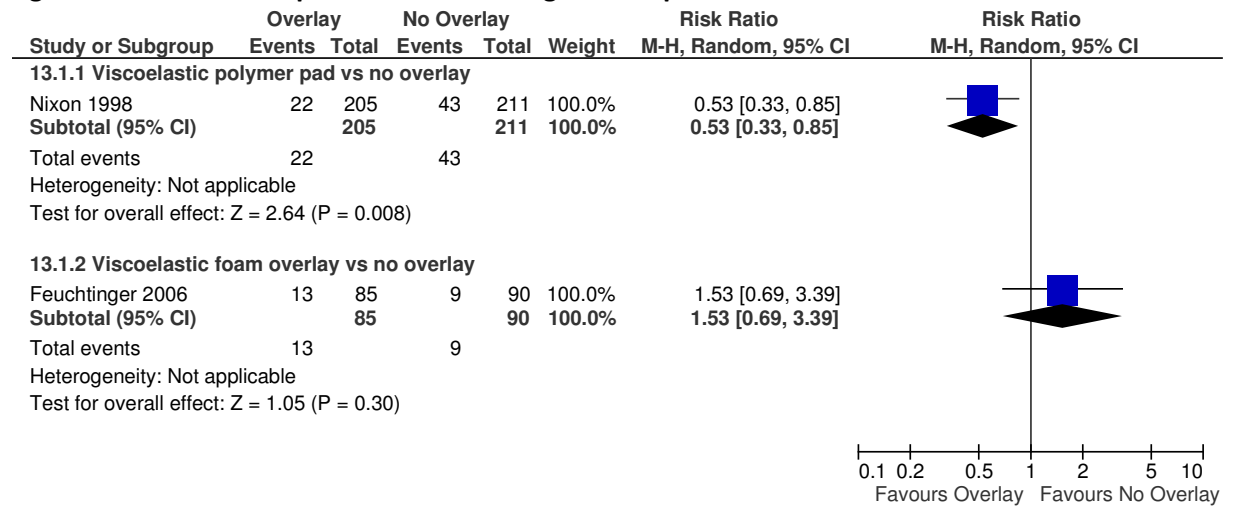 Overlay No Overlay Risk Ratio Risk Ratio
Study or Subgroup Events Total Events Total Weight M-H, Random, 95% CI M-H, Random, 95% CI
13.1.1 Viscoelastic polymer pad vs no overlay
Nixon 1998 22 205 43 211 100.0% 0.53 [0.33, 0.85]
Subtotal (95% CI) 205 211 100.0% 0.53 [0.33, 0.85]
Total events 22 43
Heterogeneity: Not applicable
Test for overall effect: Z = 2.64 (P = 0.008)
13.1.2 Viscoelastic foam overlay vs no overlay
Feuchtinger 2006 13 85 9 90 100.0% 1.53 [0.69, 3.39]
Subtotal (95% CI) 85 90 100.0% 1.53 [0.69, 3.39]
Total events 13 9
Heterogeneity: Not applicable
Test for overall effect: Z = 1.05 (P = 0.30)
0.1 0.2 0.5 1 2 5 10
Favours Overlay Favours No Overlay